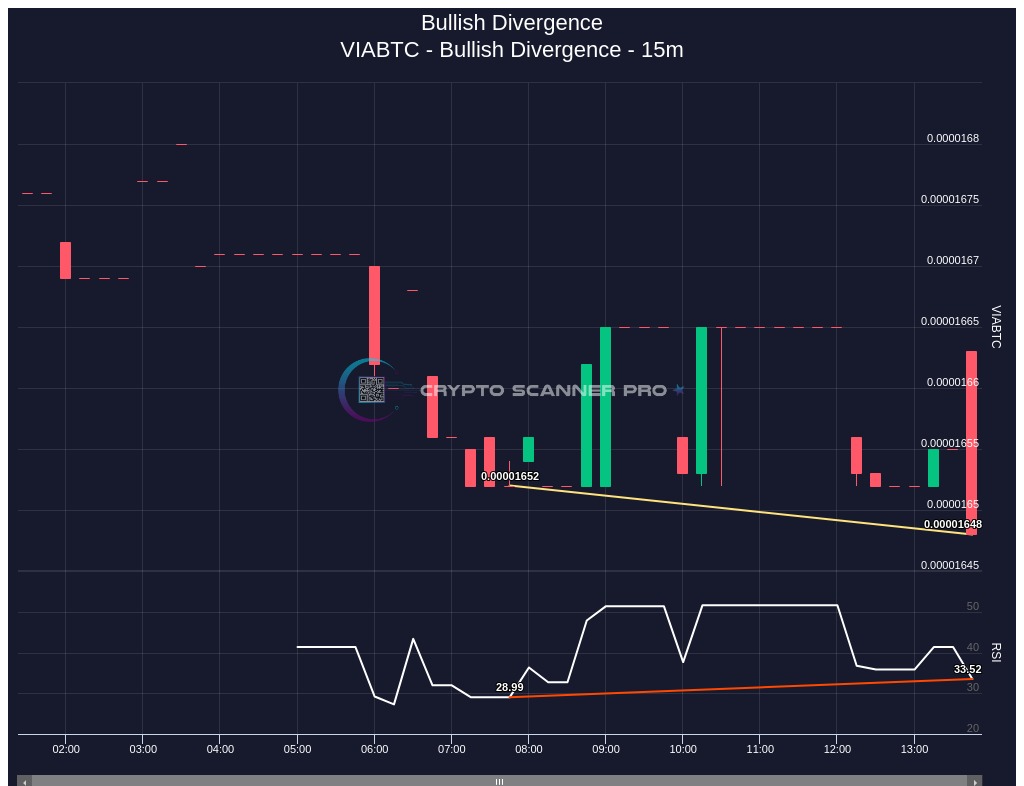 Bullish Divergence
VIABTC - Bullish Divergence - 15m
0.0000168
0.00001675
0.0000167
0.00001665
0.0000166
0.00001655
0.0000165
0.00001645
VIABTC
CRYPTO SCANNER PRO
0.00001652
0.00001648
50
40
30
20
RSI
28.99
33.52
02:00 03:00 04:00 05:00 06:00 07:00 08:00 09:00 10:00 11:00 12:00 13:00